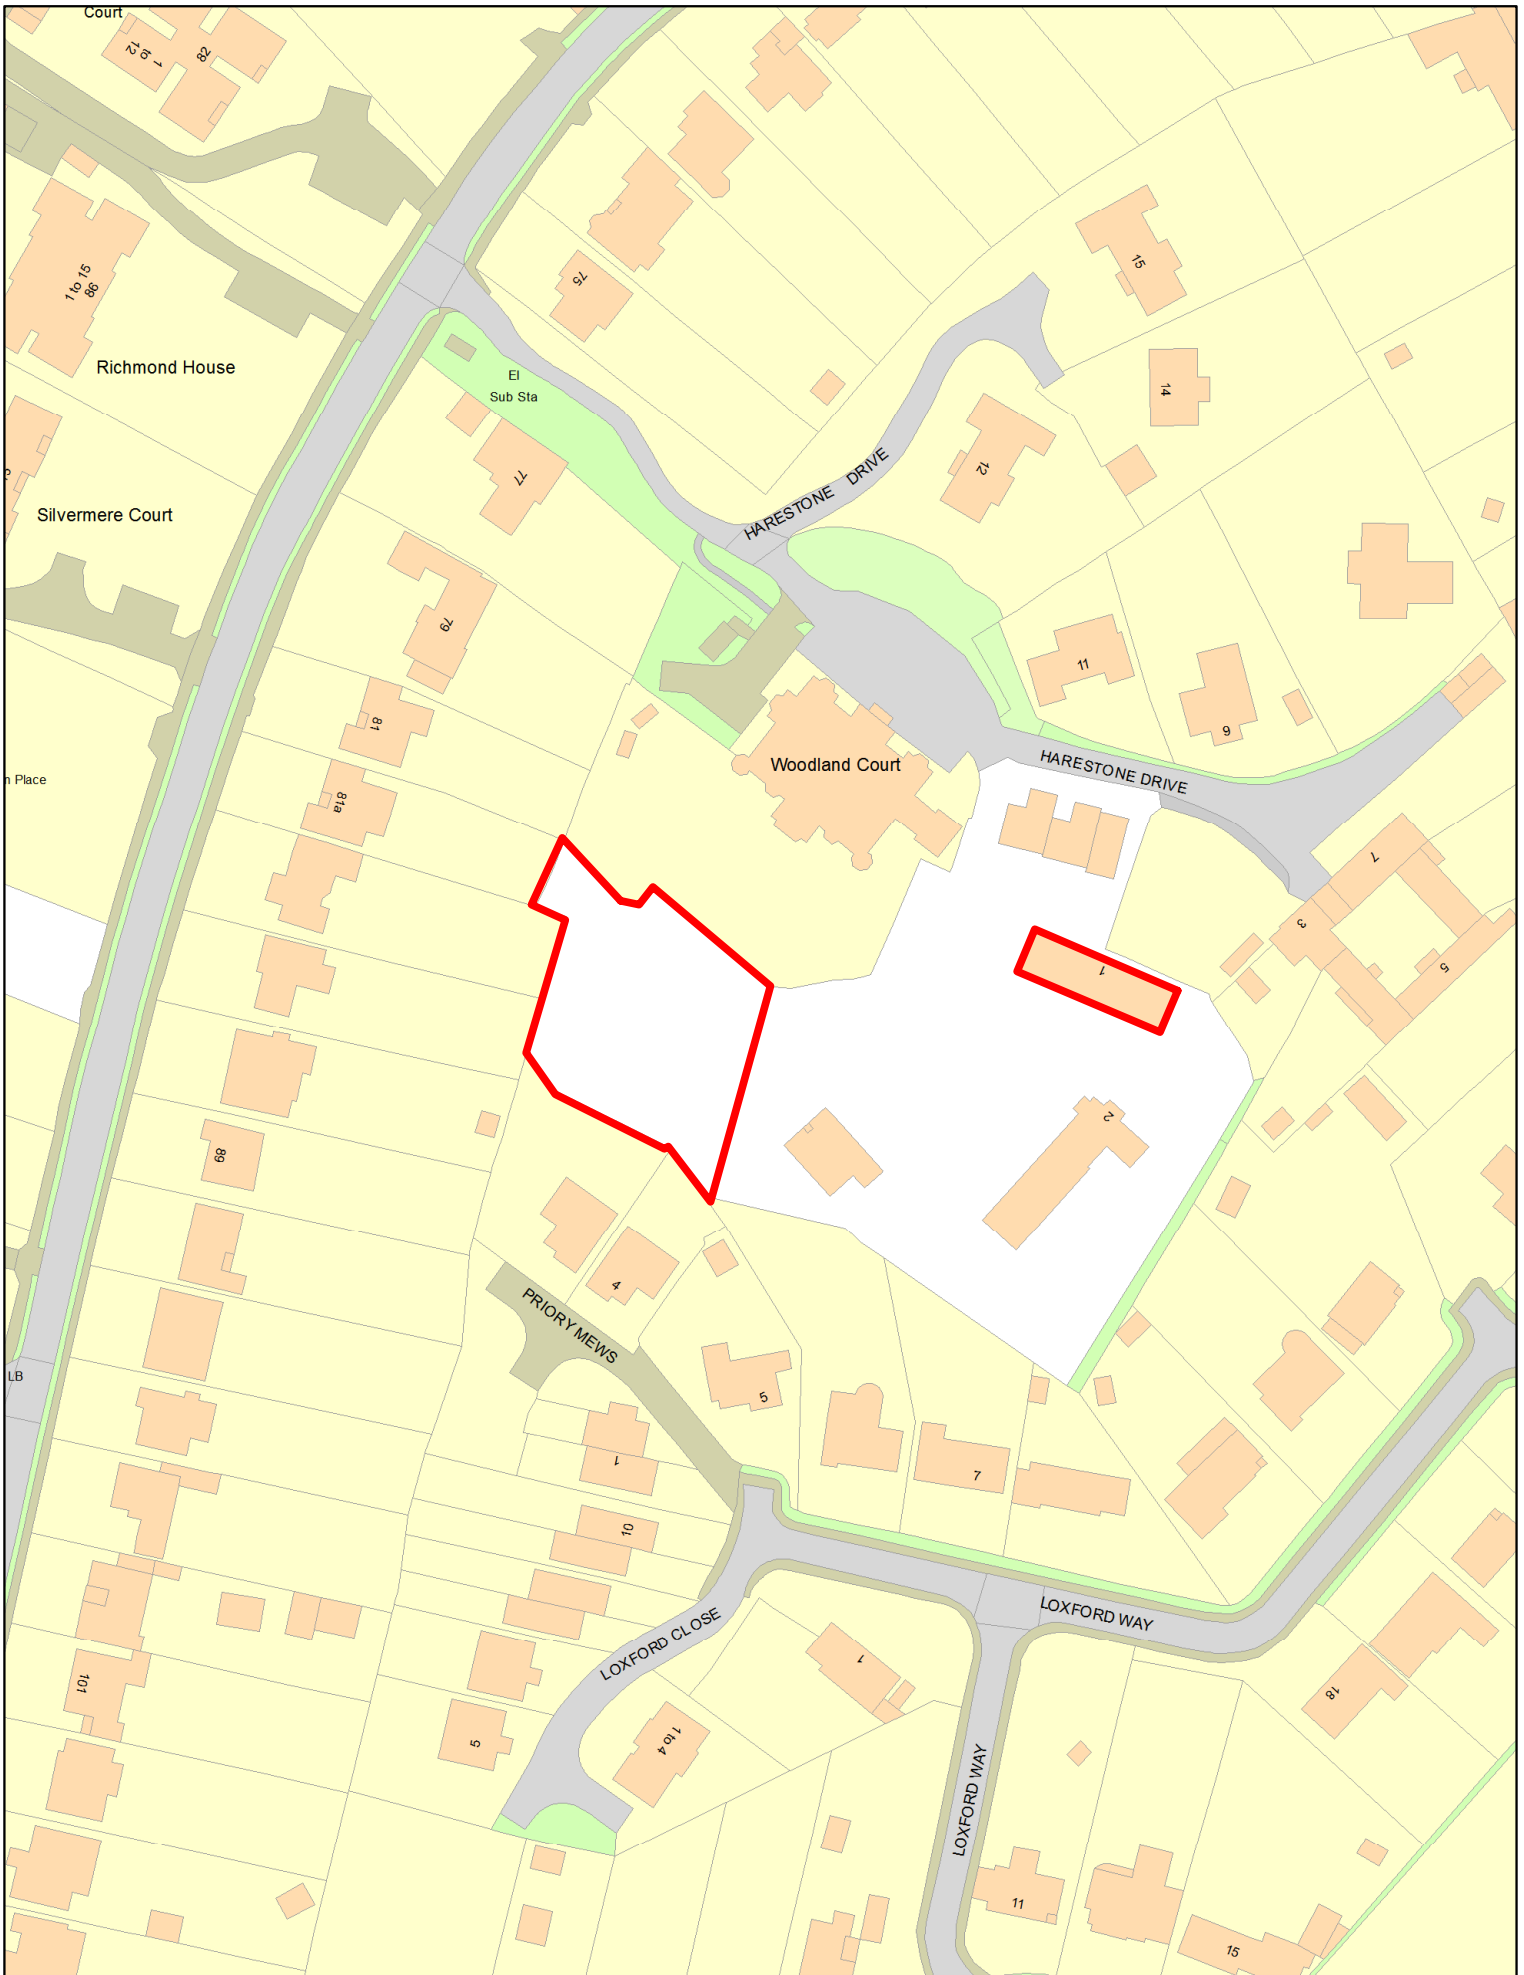 Court
1 to 12
82
1 to 15
86
75
Richmond House
El
Sub Sta
15
14
12
77
HARESTONE DRIVE
Silvermere Court
79
11
9
81
Woodland Court
HARESTONE DRIVE
n Place
81a
7
3
5
1
2
89
4
PRIORY MEWS
LB
5
7
1
10
LOXFORD WAY
LOXFORD CLOSE
1
101
18
5
1 to 4
LOXFORD WAY
11
15